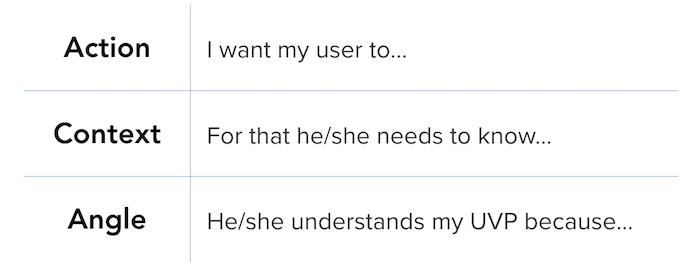 Action I want my user to...
Context For that he/she needs to know...
Angle He/she understands my UVP because...